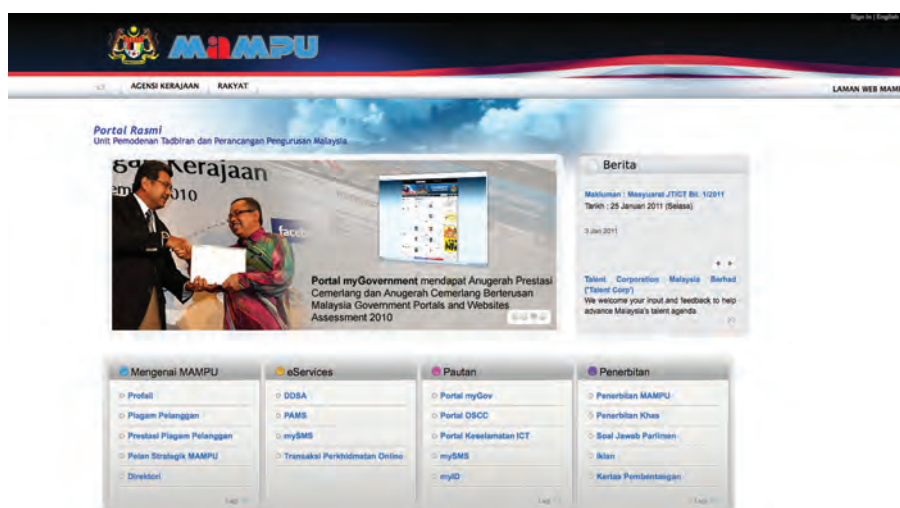 Sign In | English
MAMPU
AGENSI KERAJAAN RAKYAT
LAMAN WEB MAM
Portal Rasmi
Unit Pemodenan Tadbiran dan Perancangan Pengurusan Malaysia
Kerajaan
2010
Portal myGovernment mendapat Anugerah Prestasi
Cemerlang dan Anugerah Cemerlang Berterusan
Malaysia Government Portals and Websites
Assessment 2010
Berita
Makluman : Mesyuarat JTICT Bil. 1/2011
Tarikh : 25 Januari 2011 (Selasa)
3 Jan 2011
Talent Corporation Malaysia Berhad
('Talent Corp')
We welcome your input and feedback to help
advance Malaysia's talent agenda
Mengenai MAMPU
Profail
Piagam Pelanggan
Prestasi Piagam Pelanggan
Pelan Strategik MAMPU
Direktori
Lagi
eServices
DDSA
PAMS
mySMS
Transaksi Perkhidmatan Online
Pautan
Portal myGov
Portal OSCC
Portal Keselamatan ICT
mySMS
myID
Lagi
Penerbitan
Penerbitan MAMPU
Penerbitan Khas
Soal Jawab Parlimen
Iklan
Kertas Pembentangan
Lagi